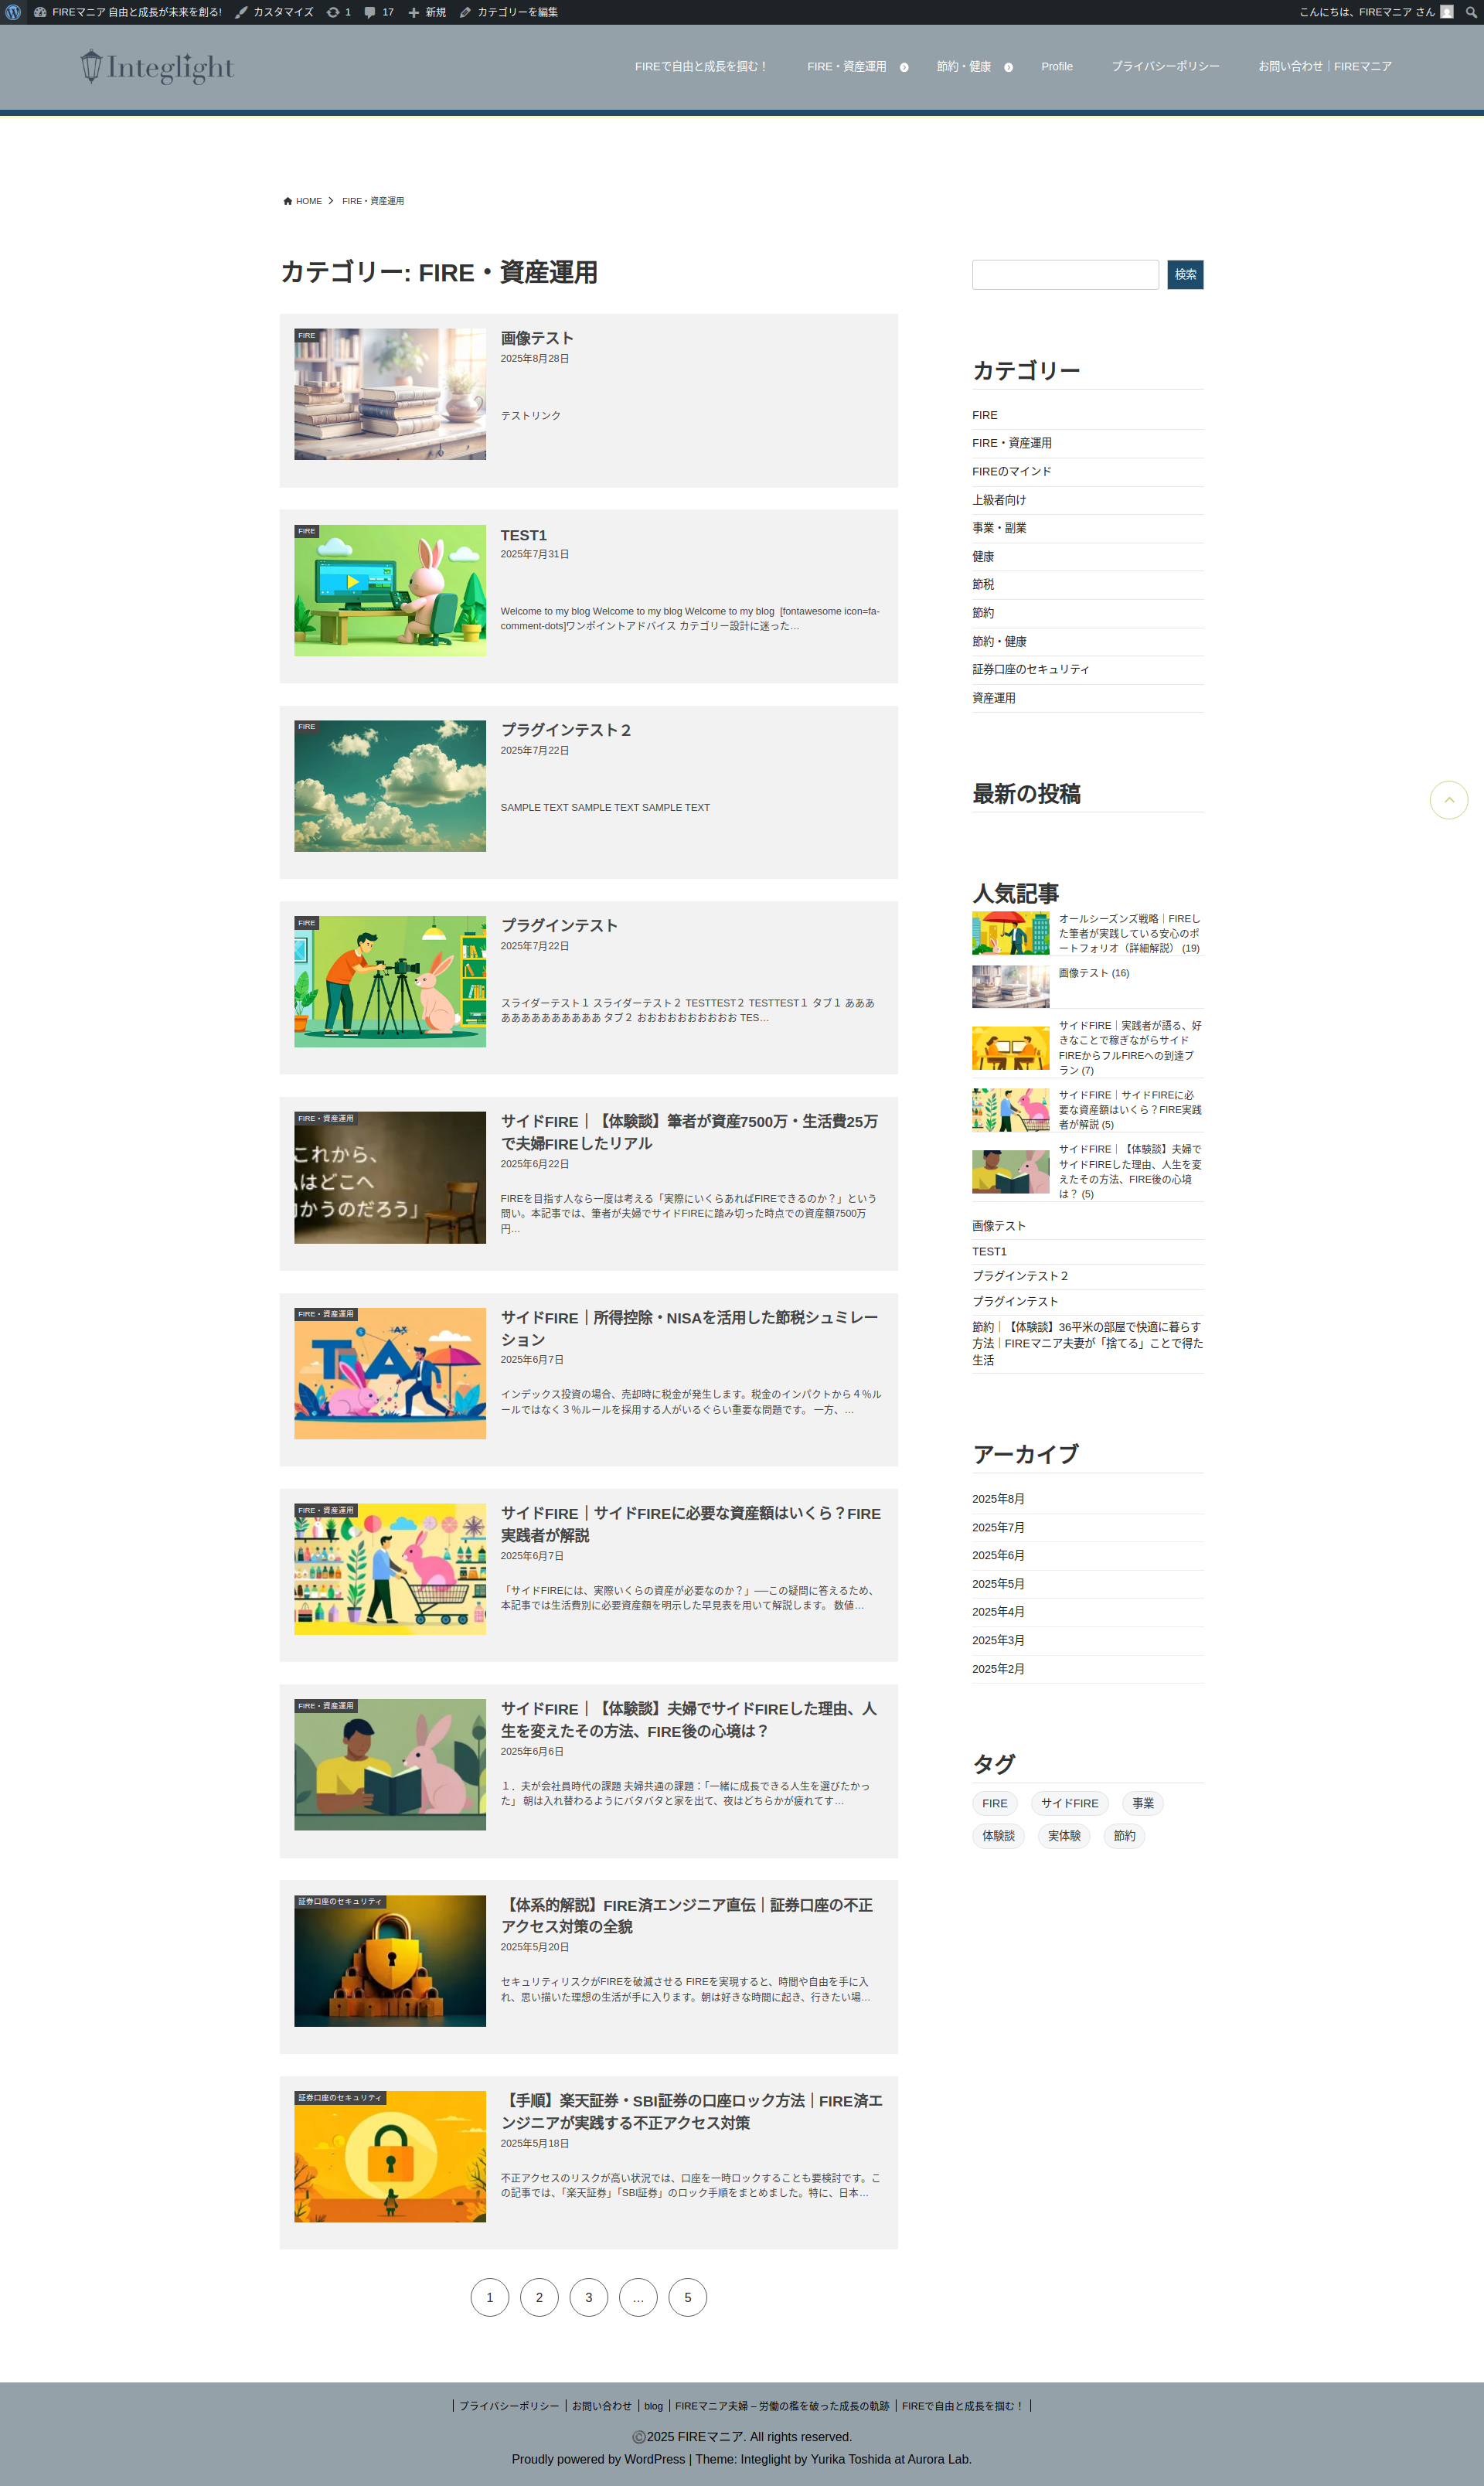 FIREマニア 自由と成長が未来を創る! カスタマイズ 1 17 新規 カテゴリーを編集 こんにちは、FIREマニア さん
Integlight FIREで自由と成長を掴む！ FIRE・資産運用 節約・健康 Profile プライバシーポリシー お問い合わせ｜FIREマニア
HOME FIRE・資産運用
カテゴリー: FIRE・資産運用
FIRE
画像テスト
2025年8月28日
テストリンク
FIRE
TEST1
2025年7月31日
Welcome to my blog Welcome to my blog Welcome to my blog [fontawesome icon=fa-
comment-dots]ワンポイントアドバイス カテゴリー設計に迷った…
FIRE
プラグインテスト２
2025年7月22日
SAMPLE TEXT SAMPLE TEXT SAMPLE TEXT
FIRE
プラグインテスト
2025年7月22日
スライダーテスト１ スライダーテスト２ TESTTEST２ TESTTEST１ タブ１ あああ
ああああああああああ タブ２ おおおおおおおおおお TES…
FIRE・資産運用
これから、
はどこへ
かうのだろう」
サイドFIRE｜【体験談】筆者が資産7500万・生活費25万
で夫婦FIREしたリアル
2025年6月22日
FIREを目指す人なら一度は考える「実際にいくらあればFIREできるのか？」という
問い。本記事では、筆者が夫婦でサイドFIREに踏み切った時点での資産額7500万
円…
FIRE・資産運用
サイドFIRE｜所得控除・NISAを活用した節税シュミレー
ション
2025年6月7日
インデックス投資の場合、売却時に税金が発生します。税金のインパクトから４％ル
ールではなく３％ルールを採用する人がいるぐらい重要な問題です。 一方、…
FIRE・資産運用
サイドFIRE｜サイドFIREに必要な資産額はいくら？FIRE
実践者が解説
2025年6月7日
「サイドFIREには、実際いくらの資産が必要なのか？」──この疑問に答えるため、
本記事では生活費別に必要資産額を明示した早見表を用いて解説します。 数値…
FIRE・資産運用
サイドFIRE｜【体験談】夫婦でサイドFIREした理由、人
生を変えたその方法、FIRE後の心境は？
2025年6月6日
１．夫が会社員時代の課題 夫婦共通の課題：「一緒に成長できる人生を選びたかっ
た」 朝は入れ替わるようにバタバタと家を出て、夜はどちらかが疲れてす…
証券口座のセキュリティ
【体系的解説】FIRE済エンジニア直伝｜証券口座の不正
アクセス対策の全貌
2025年5月20日
セキュリティリスクがFIREを破滅させる FIREを実現すると、時間や自由を手に入
れ、思い描いた理想の生活が手に入ります。朝は好きな時間に起き、行きたい場…
証券口座のセキュリティ
【手順】楽天証券・SBI証券の口座ロック方法｜FIRE済エ
ンジニアが実践する不正アクセス対策
2025年5月18日
不正アクセスのリスクが高い状況では、口座を一時ロックすることも要検討です。こ
の記事では、「楽天証券」「SBI証券」のロック手順をまとめました。特に、日本…
1 2 3 … 5
検索
カテゴリー
FIRE
FIRE・資産運用
FIREのマインド
上級者向け
事業・副業
健康
節税
節約
節約・健康
証券口座のセキュリティ
資産運用
最新の投稿
人気記事
オールシーズンズ戦略｜FIREし
た筆者が実践している安心のポ
ートフォリオ（詳細解説） (19)
画像テスト (16)
サイドFIRE｜実践者が語る、好
きなことで稼ぎながらサイド
FIREからフルFIREへの到達プ
ラン (7)
サイドFIRE｜サイドFIREに必
要な資産額はいくら？FIRE実践
者が解説 (5)
サイドFIRE｜【体験談】夫婦で
サイドFIREした理由、人生を変
えたその方法、FIRE後の心境
は？ (5)
画像テスト
TEST1
プラグインテスト２
プラグインテスト
節約｜【体験談】36平米の部屋で快適に暮らす
方法｜FIREマニア夫妻が「捨てる」ことで得た
生活
アーカイブ
2025年8月
2025年7月
2025年6月
2025年5月
2025年4月
2025年3月
2025年2月
タグ
FIRE サイドFIRE 事業
体験談 実体験 節約
プライバシーポリシー お問い合わせ blog FIREマニア夫婦 – 労働の檻を破った成長の軌跡 FIREで自由と成長を掴む！
©2025 FIREマニア. All rights reserved.
Proudly powered by WordPress | Theme: Integlight by Yurika Toshida at Aurora Lab.